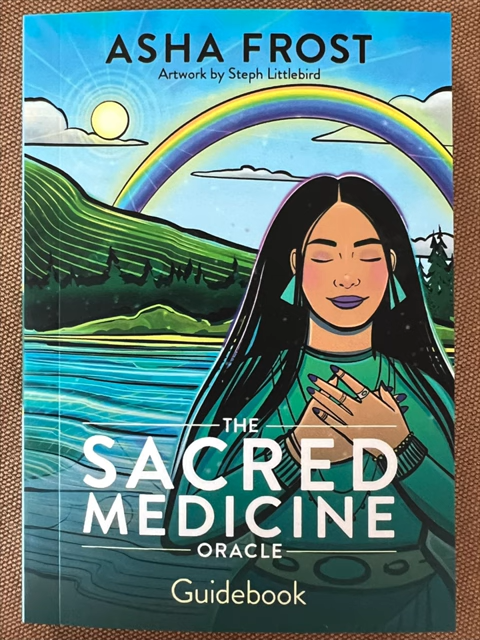 ASHA FROST
Artwork by Steph Littlebird
THE
SACRED
MEDICINE
ORACLE
Guidebook